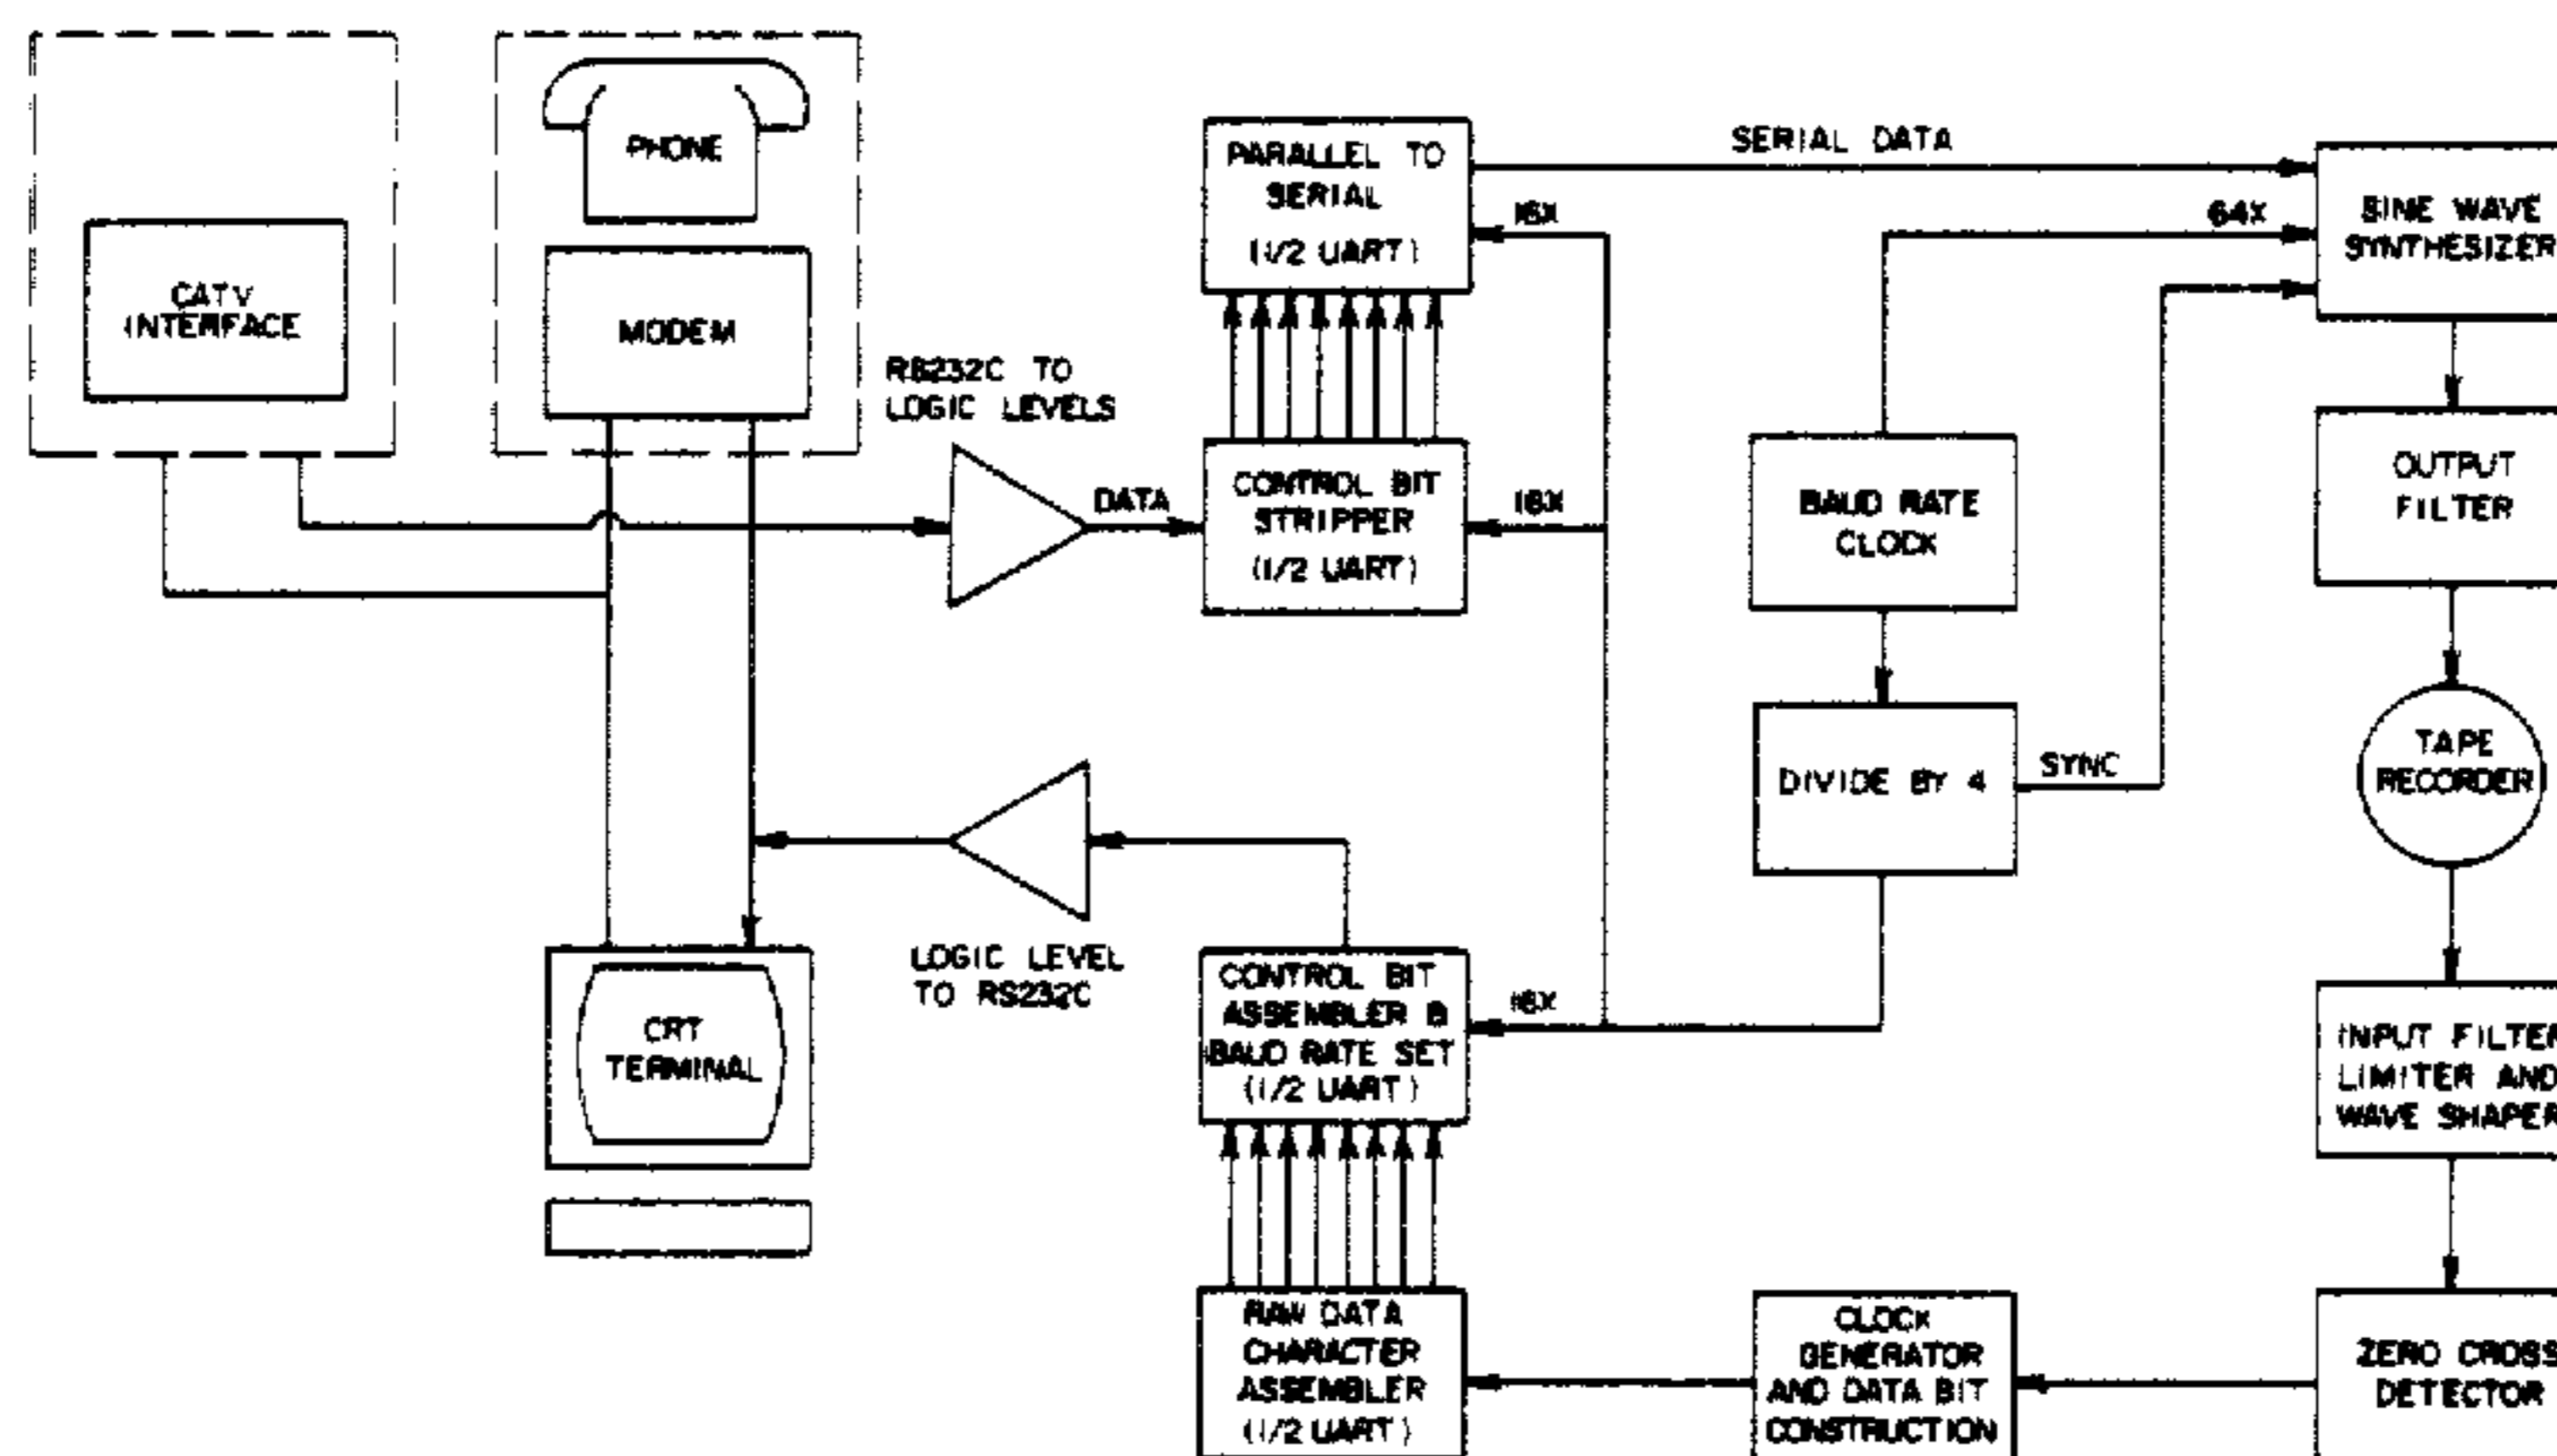 PHONE
CATV
INTERFACE
MODEM
RS232C TO
LOGIC LEVELS
DATA
PARALLEL TO
SERIAL
(1/2 UART)
CONTROL BIT
STRIPPER
(1/2 UART)
16X
16X
SERIAL DATA
64X
SINE WAVE
SYNTHESIZER
BAUD RATE
CLOCK
OUTPUT
FILTER
DIVIDE BY 4
SYNC
TAPE
RECORDER
CRT
TERMINAL
LOGIC LEVEL
TO RS232C
CONTROL BIT
ASSEMBLER &
BAUD RATE SET
(1/2 UART)
16X
INPUT FILTER
LIMITER AND
WAVE SHAPER
RAW DATA
CHARACTER
ASSEMBLER
(1/2 UART)
CLOCK
GENERATOR
AND DATA BIT
CONSTRUCTION
ZERO CROSS
DETECTOR